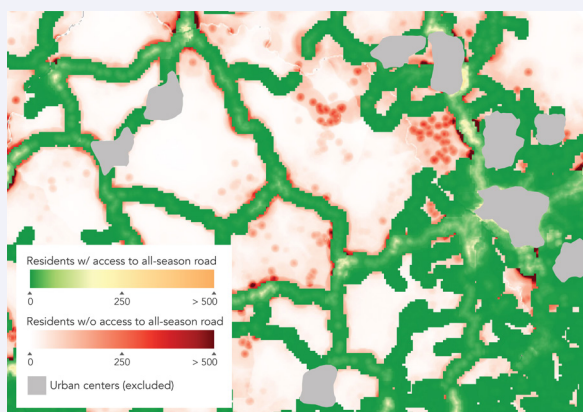 Residents w/ access to all-season road
0 250 > 500
Residents w/o access to all-season road
0 250 > 500
Urban centers (excluded)